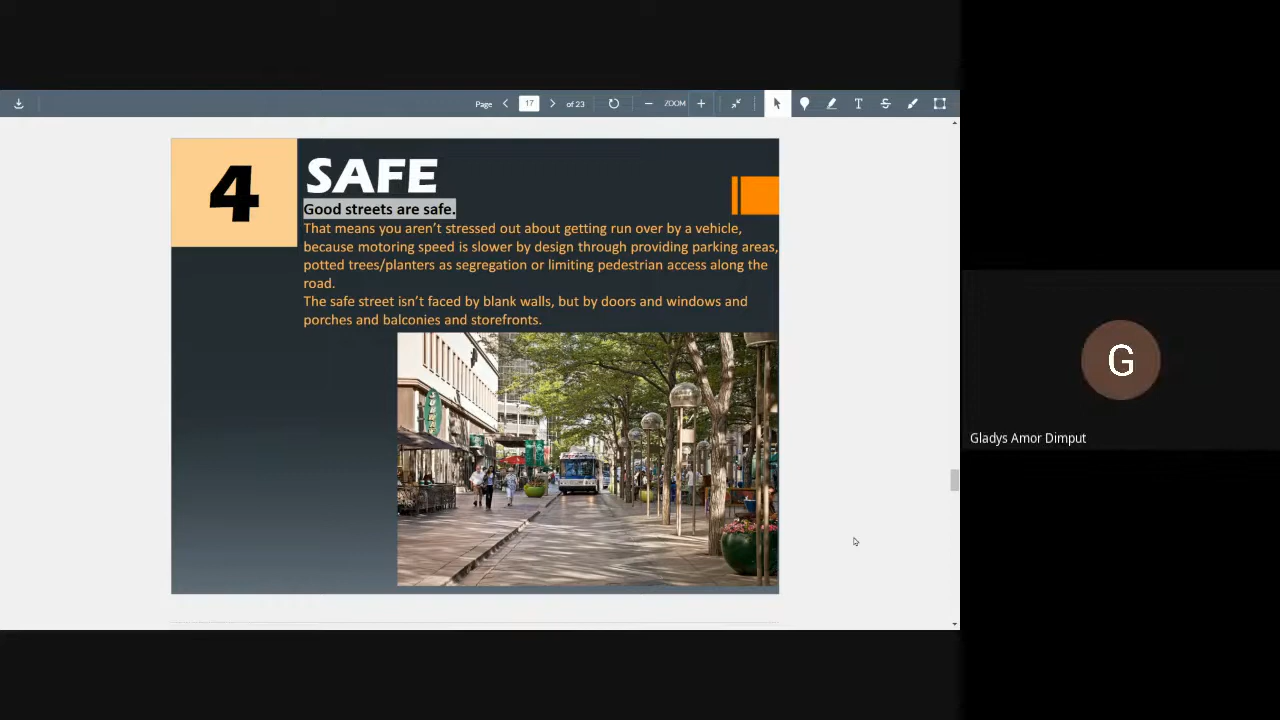 Page 17 of 23 ZOOM
4
SAFE
Good streets are safe.
That means you aren't stressed out about getting run over by a vehicle,
because motoring speed is slower by design through providing parking areas,
potted trees/planters as segregation or limiting pedestrian access along the
road.
The safe street isn't faced by blank walls, but by doors and windows and
porches and balconies and storefronts.
SUBWAY
G
Gladys Amor Dimput
T
S